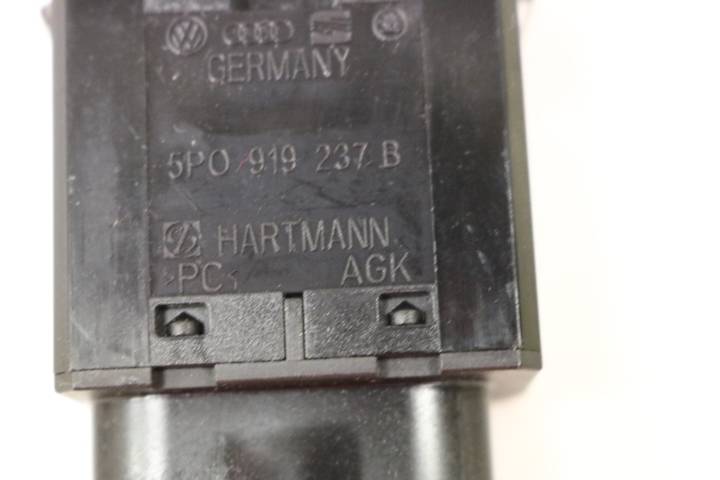 GERMANY
5P0 919 237 B
HARTMANN
>PC< AGK